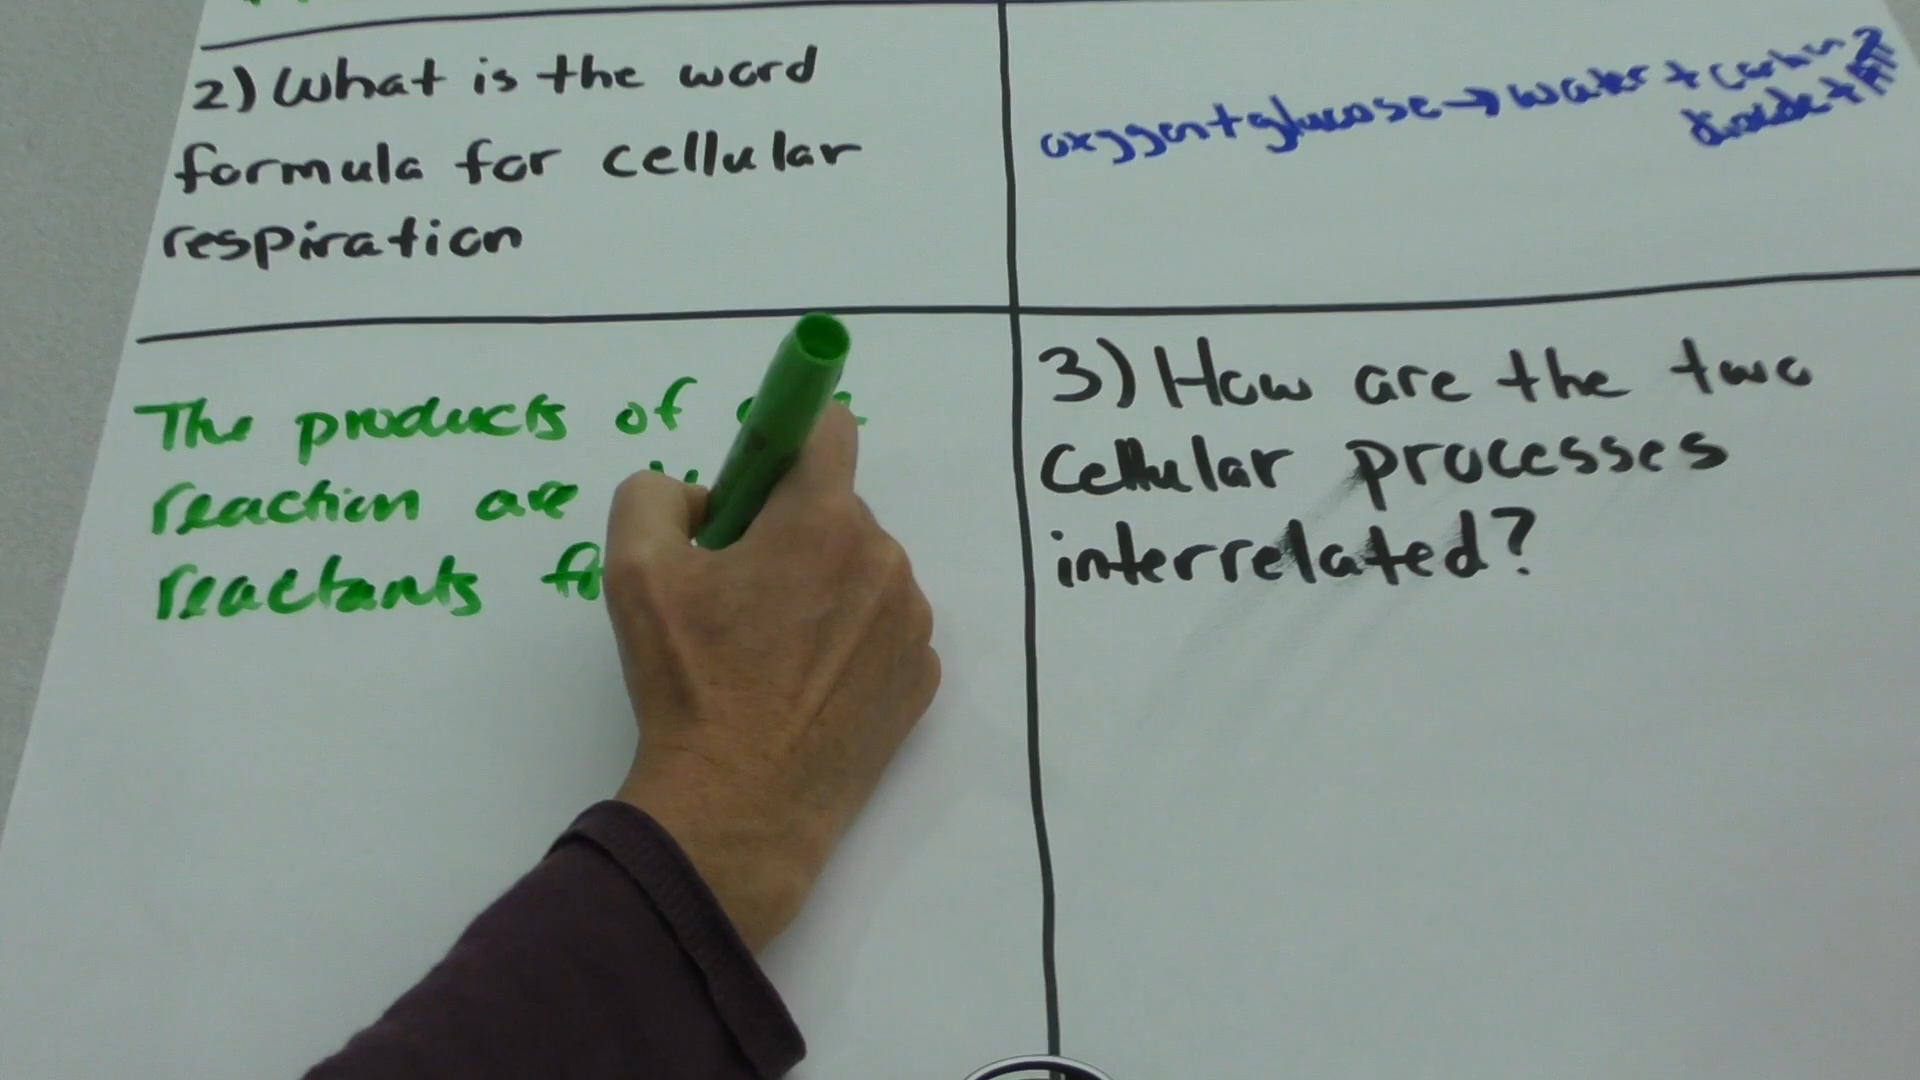 2) What is the word
formula for cellular
respiration
oxygen + glucose → water + carbon
dioxide +
The products of
reaction are
reactants
3) How are the two
cellular processes
interrelated?